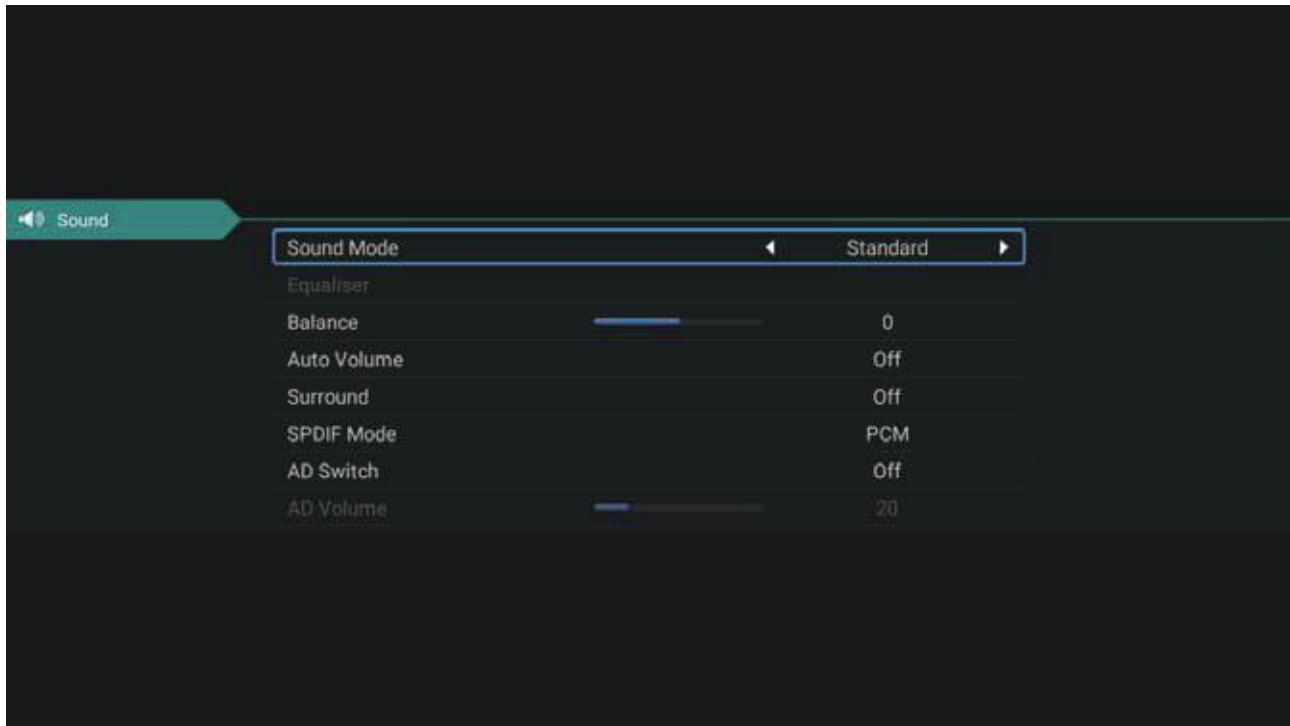 Sound
Sound Mode Standard
Equaliser
Balance 0
Auto Volume Off
Surround Off
SPDIF Mode PCM
AD Switch Off
AD Volume 20